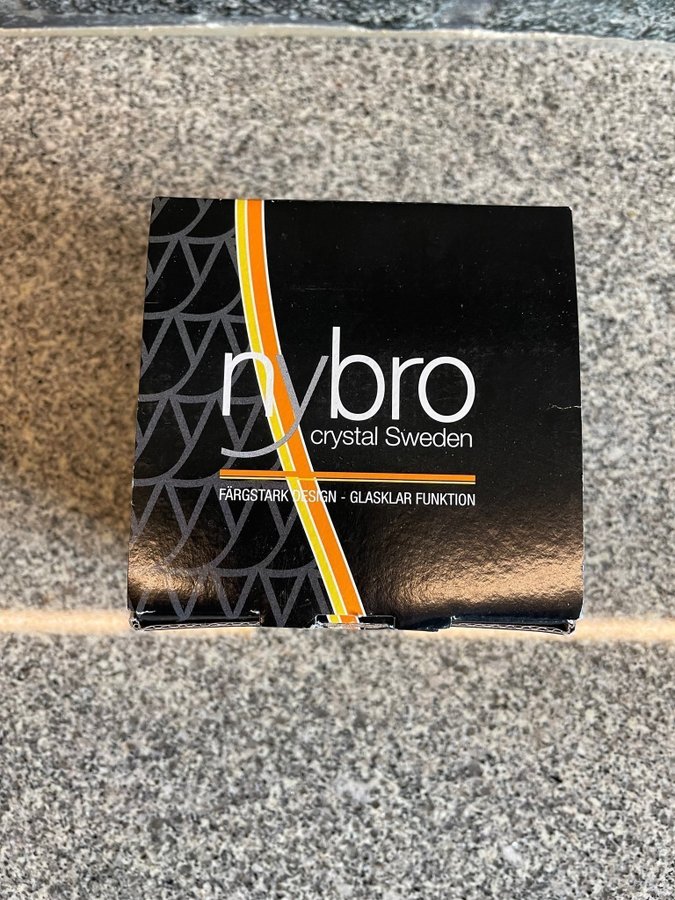 nybro
crystal Sweden
FÄRGSTARK DESIGN - GLASKLAR FUNKTION